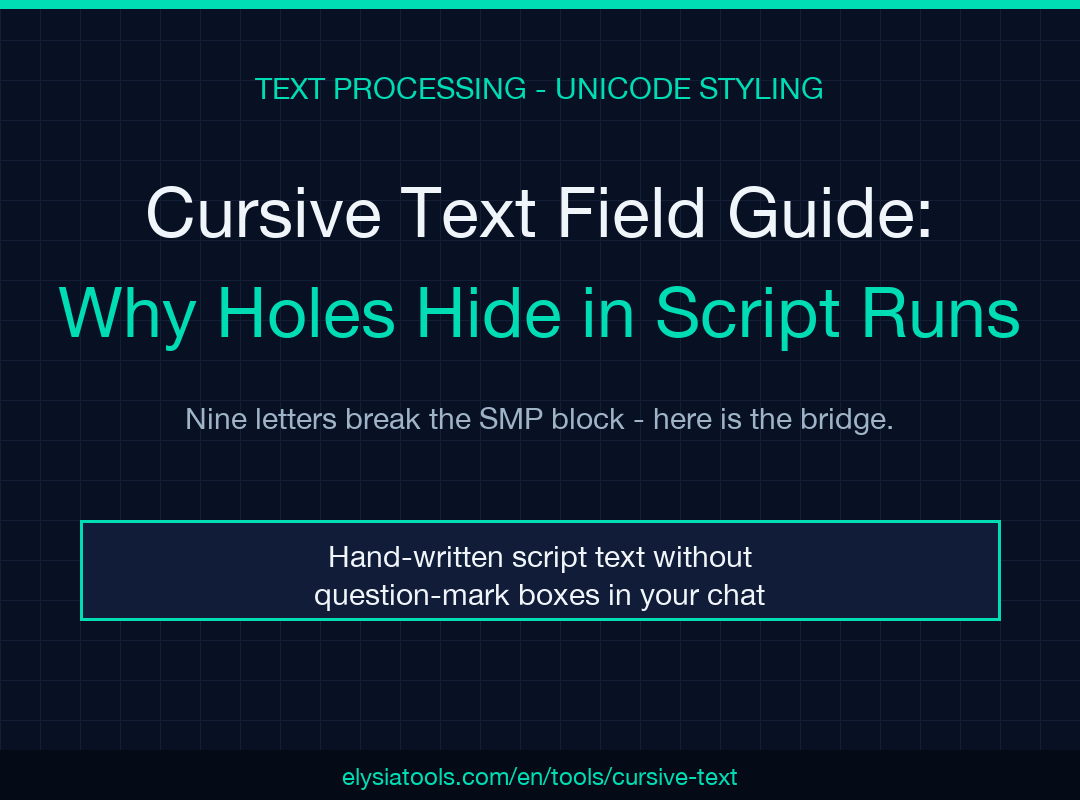 TEXT PROCESSING - UNICODE STYLING
Cursive Text Field Guide:
Why Holes Hide in Script Runs
Nine letters break the SMP block - here is the bridge.
Hand-written script text without
question-mark boxes in your chat
elysiatools.com/en/tools/cursive-text